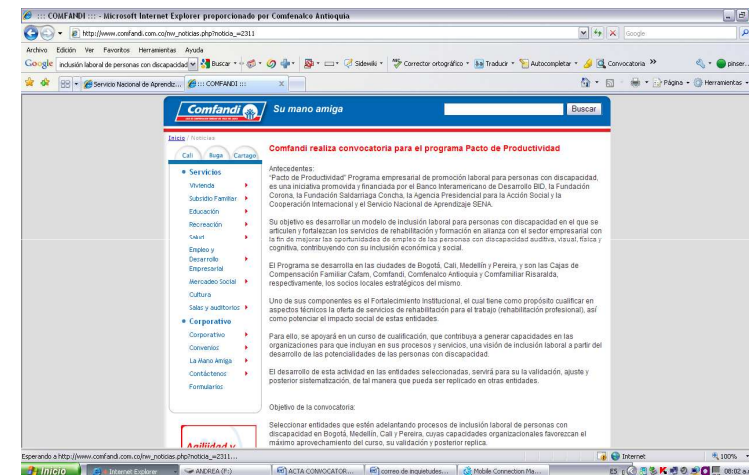 ::: COMFANDI ::: - Microsoft Internet Explorer proporcionado por Comfenalco Antioquia
http://www.comfandi.com.co/nw_noticias.php?noticia_=2311
Google
Archivo Edición Ver Favoritos Herramientas Ayuda
Google inclusión laboral de personas con discapacidad Buscar Sidewiki Corrector ortográfico Traducir Autocompletar Convocatoria pinser...
Servicio Nacional de Aprendiz... ::: COMFANDI ::: Página Herramientas
Comfandi Su mano amiga Buscar
Inicio / Noticias
Cali Buga Cartago
Servicios
Vivienda
Subsidio Familiar
Educación
Recreación
Salud
Empleo y
Desarrollo
Empresarial
Mercadeo Social
Cultura
Salas y auditorios
Corporativo
Corporativo
Convenios
La Mano Amiga
Contáctenos
Formularios
Agilidad y
Comfandi realiza convocatoria para el programa Pacto de Productividad
Antecedentes:
"Pacto de Productividad" Programa empresarial de promoción laboral para personas con discapacidad,
es una iniciativa promovida y financiada por el Banco Interamericano de Desarrollo BID, la Fundación
Corona, la Fundación Saldarriaga Concha, la Agencia Presidencial para la Acción Social y la
Cooperación Internacional y el Servicio Nacional de Aprendizaje SENA.
Su objetivo es desarrollar un modelo de inclusión laboral para personas con discapacidad en el que se
articulen y fortalezcan los servicios de rehabilitación y formación en alianza con el sector empresarial con
la fin de mejorar las oportunidades de empleo de las personas con discapacidad auditiva, visual, física y
cognitiva, contribuyendo con su inclusión económica y social.
El Programa se desarrolla en las ciudades de Bogotá, Cali, Medellín y Pereira, y son las Cajas de
Compensación Familiar Cafam, Comfandi, Comfenalco Antioquia y Comfamiliar Risaralda,
respectivamente, los socios locales estratégicos del mismo.
Uno de sus componentes es el Fortalecimiento Institucional, el cual tiene como propósito cualificar en
aspectos técnicos la oferta de servicios de rehabilitación para el trabajo (rehabilitación profesional), así
como potenciar el impacto social de estas entidades.
Para ello, se apoyará en un curso de cualificación, que contribuya a generar capacidades en las
organizaciones para que incluyan en sus procesos y servicios, una visión de inclusión laboral a partir del
desarrollo de las potencialidades de las personas con discapacidad.
El desarrollo de esta actividad en las entidades seleccionadas, servirá para su validación, ajuste y
posterior sistematización, de tal manera que pueda ser replicado en otras entidades.
Objetivo de la convocatoria:
Seleccionar entidades que estén adelantando procesos de inclusión laboral de personas con
discapacidad en Bogotá, Medellín, Cali y Pereira, cuyas capacidades organizacionales favorezcan el
máximo aprovechamiento del curso, su validación y posterior replica.
Esperando a http://www.comfandi.com.co/nw_noticias.php?noticia_=2311... Internet 100%
Inicio Internet Explorer ANDREA (F:) ACTA CONVOCATOR... correo de inquietudes... Mobile Connection Ma... ES 08:02 a.